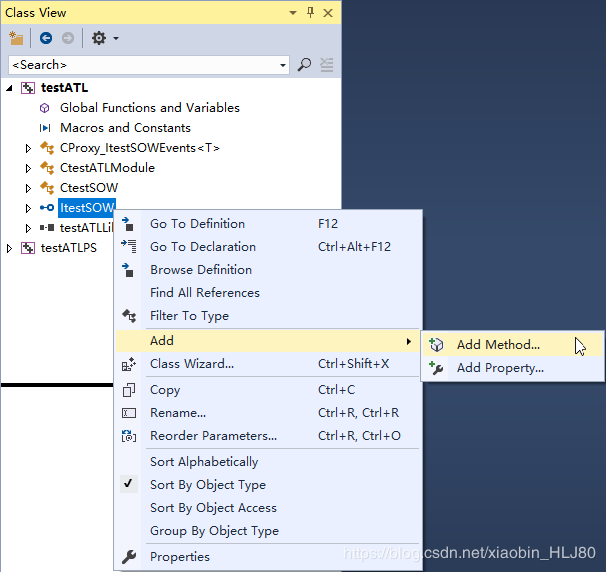 Class View
<Search>
testATL
Global Functions and Variables
Macros and Constants
CProxy_ItestSOWEvents<T>
CtestATLModule
CtestSOW
ItestSOW
testATLLi
testATLPS
Go To Definition F12
Go To Declaration Ctrl+Alt+F12
Browse Definition
Find All References
Filter To Type
Add
Add Method...
Class Wizard... Ctrl+Shift+X
Add Property...
Copy Ctrl+C
Rename... Ctrl+R, Ctrl+R
Reorder Parameters... Ctrl+R, Ctrl+O
Sort Alphabetically
Sort By Object Type
Sort By Object Access
Group By Object Type
Properties
https://blog.csdn.net/xiaobin_HLJ80